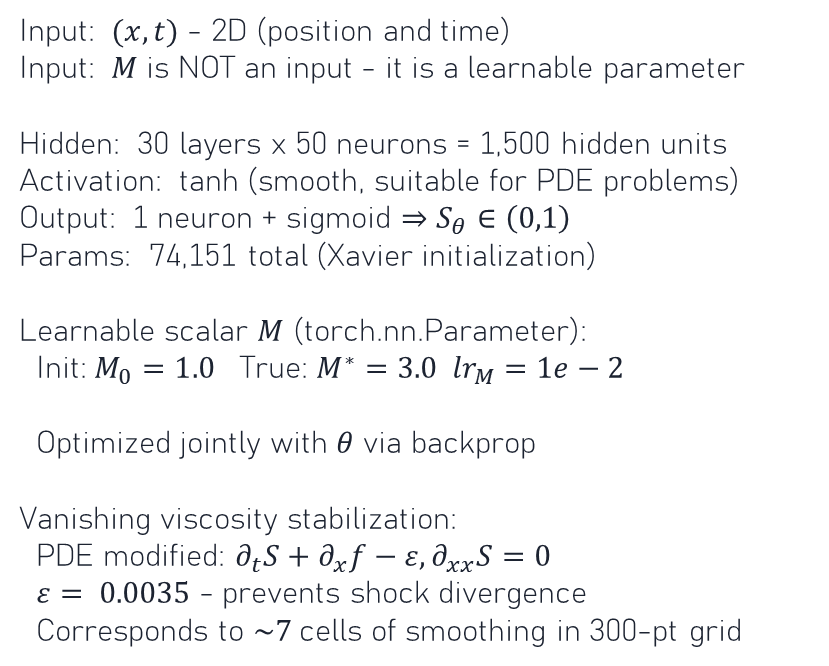 Input: (x, t) – 2D (position and time)
Input: M is NOT an input – it is a learnable parameter
Hidden: 30 layers x 50 neurons = 1,500 hidden units
Activation: tanh (smooth, suitable for PDE problems)
Output: 1 neuron + sigmoid ⇒ S_θ ∈ (0,1)
Params: 74,151 total (Xavier initialization)
Learnable scalar M (torch.nn.Parameter):
Init: M₀ = 1.0 True: M* = 3.0 lr_M = 1e − 2
Optimized jointly with θ via backprop
Vanishing viscosity stabilization:
PDE modified: ∂_tS + ∂_xf − ε, ∂_xxS = 0
ε = 0.0035 – prevents shock divergence
Corresponds to ~7 cells of smoothing in 300-pt grid